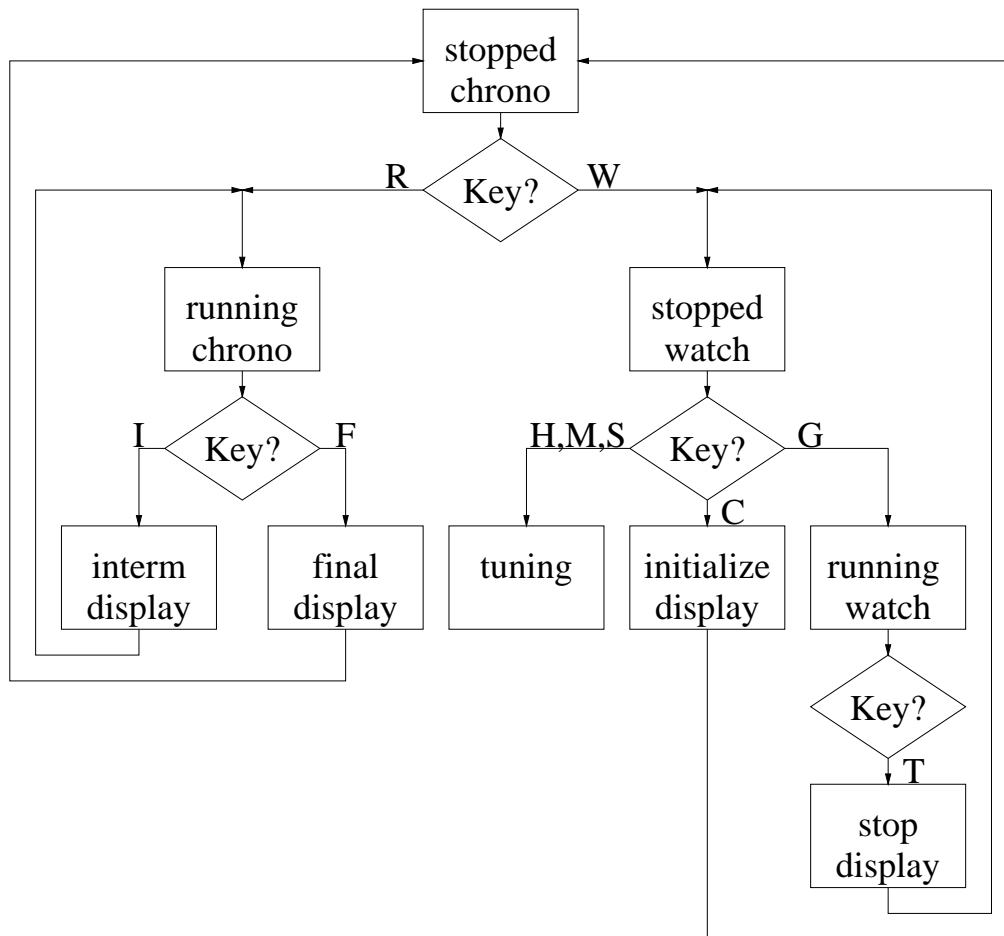 stopped
chrono
R
Key?
W
running
chrono
stopped
watch
I
Key?
F
H,M,S
Key?
G
C
interm
display
final
display
tuning
initialize
display
running
watch
Key?
T
stop
display